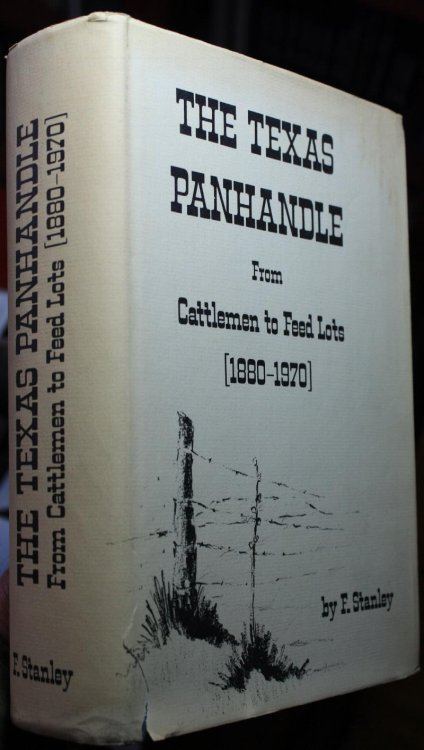 THE TEXAS
PANHANDLE
From
Cattlemen to Feed Lots
[1880-1970]
by F. Stanley
THE TEXAS PANHANDLE
From Cattlemen to Feed Lots [1880-1970]
F. Stanley